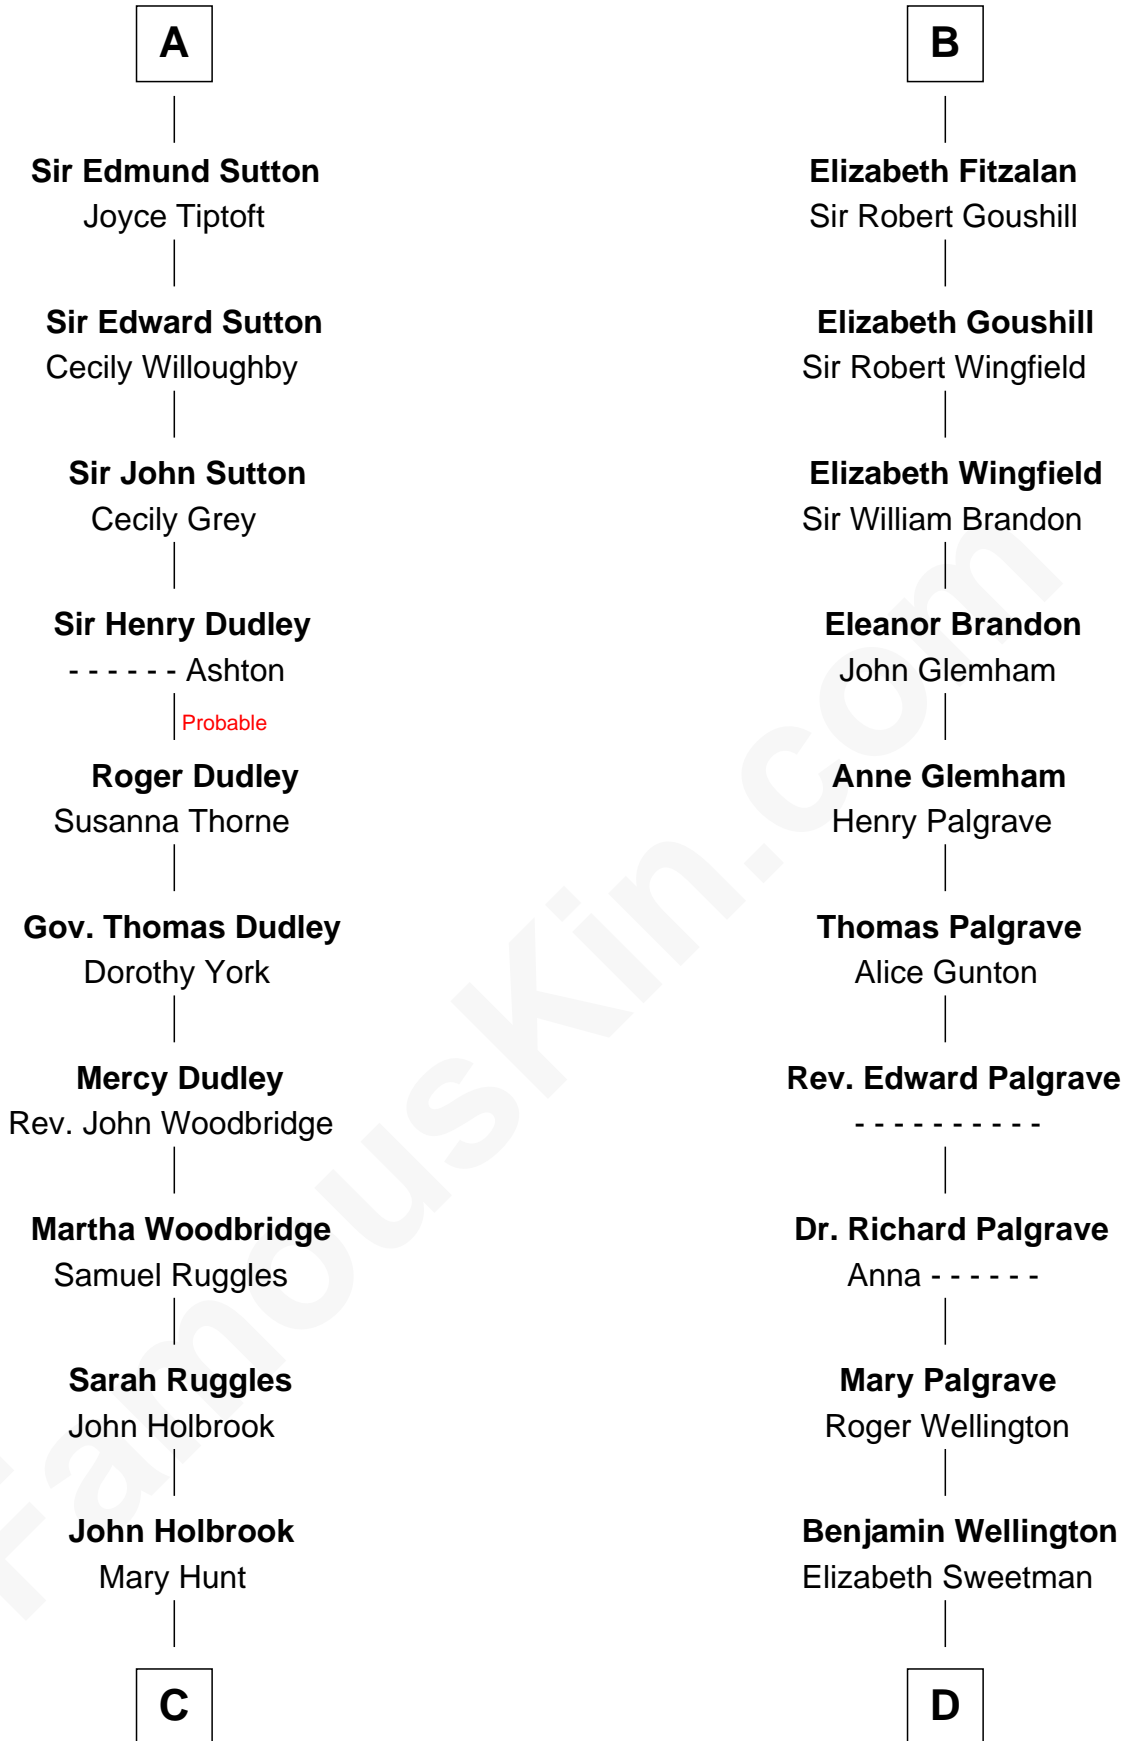 A
Sir Edmund Sutton
Joyce Tiptoft
Sir Edward Sutton
Cecily Willoughby
Sir John Sutton
Cecily Grey
Sir Henry Dudley
- - - - - - Ashton
Probable
Roger Dudley
Susanna Thorne
Gov. Thomas Dudley
Dorothy York
Mercy Dudley
Rev. John Woodbridge
Martha Woodbridge
Samuel Ruggles
Sarah Ruggles
John Holbrook
John Holbrook
Mary Hunt
C
B
Elizabeth Fitzalan
Sir Robert Goushill
Elizabeth Goushill
Sir Robert Wingfield
Elizabeth Wingfield
Sir William Brandon
Eleanor Brandon
John Glemham
Anne Glemham
Henry Palgrave
Thomas Palgrave
Alice Gunton
Rev. Edward Palgrave
- - - - - - - - - -
Dr. Richard Palgrave
Anna - - - - - -
Mary Palgrave
Roger Wellington
Benjamin Wellington
Elizabeth Sweetman
D
FamousKin.com